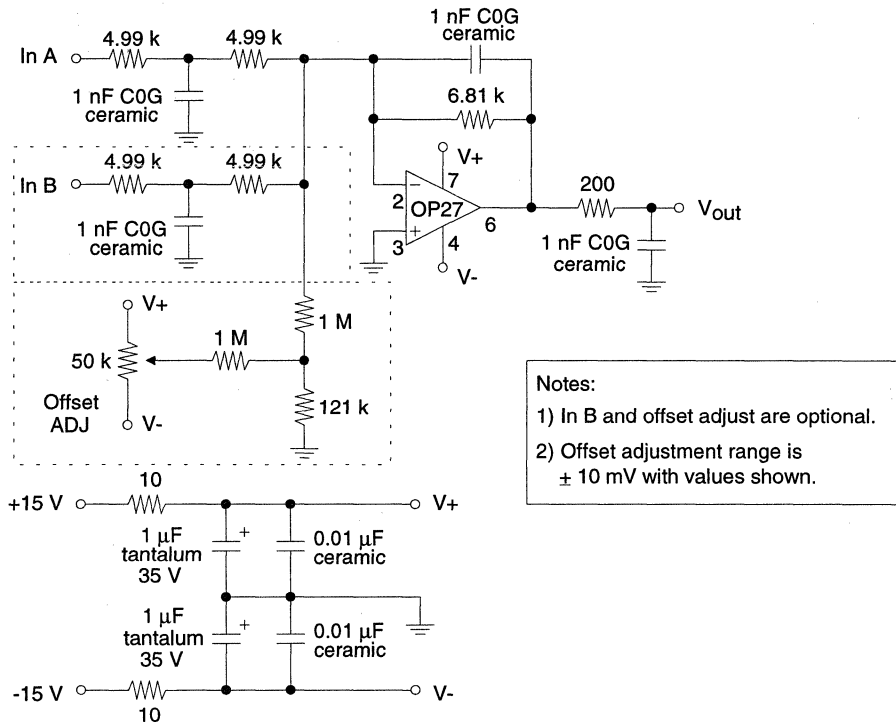 1 nF C0G
ceramic
4.99 k
4.99 k
In A
1 nF C0G
ceramic
6.81 k
4.99 k
4.99 k
In B
1 nF C0G
ceramic
V+
7
2
OP27
6
3
4
V-
200
Vout
1 nF C0G
ceramic
V+
1 M
1 M
50 k
Offset
ADJ
V-
121 k
Notes:
1) In B and offset adjust are optional.
2) Offset adjustment range is
± 10 mV with values shown.
10
+15 V
V+
1 µF
tantalum
35 V
+
0.01 µF
ceramic
1 µF
tantalum
35 V
+
0.01 µF
ceramic
-15 V
V-
10